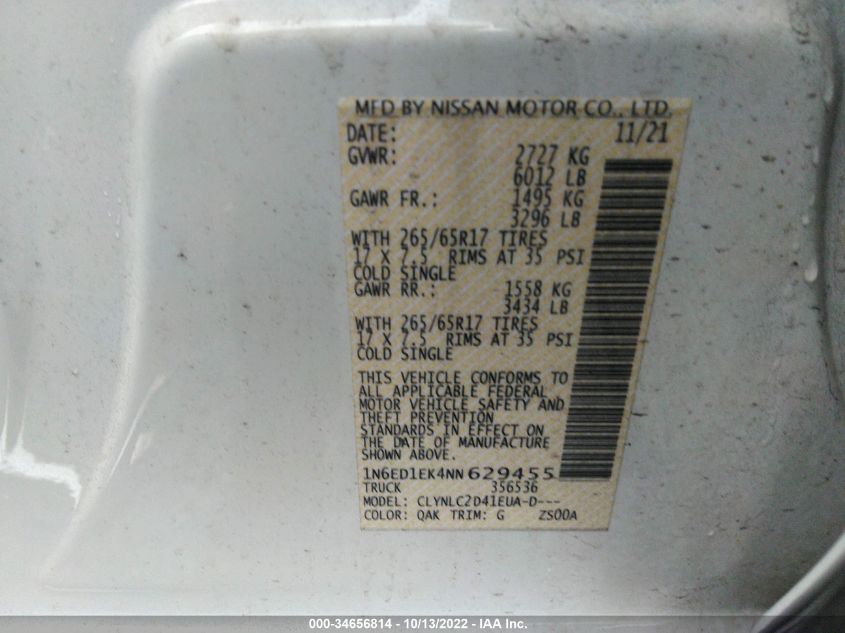 MFD BY NISSAN MOTOR CO., LTD.
DATE: 11/21
GVWR: 2727 KG
6012 LB
GAWR FR.: 1495 KG
3296 LB
WITH 265/65R17 TIRES
17 X 7.5 RIMS AT 35 PSI
COLD SINGLE
GAWR RR.: 1558 KG
3434 LB
WITH 265/65R17 TIRES
17 X 7.5 RIMS AT 35 PSI
COLD SINGLE
THIS VEHICLE CONFORMS TO
ALL APPLICABLE FEDERAL
MOTOR VEHICLE SAFETY AND
THEFT PREVENTION
STANDARDS IN EFFECT ON
THE DATE OF MANUFACTURE
SHOWN ABOVE.
1N6ED1EK4NN629455
TRUCK 356536
MODEL: CLYNLC2D41EUA-D---
COLOR: QAK TRIM: G ZS00A
000-34656814 - 10/13/2022 - IAA Inc.